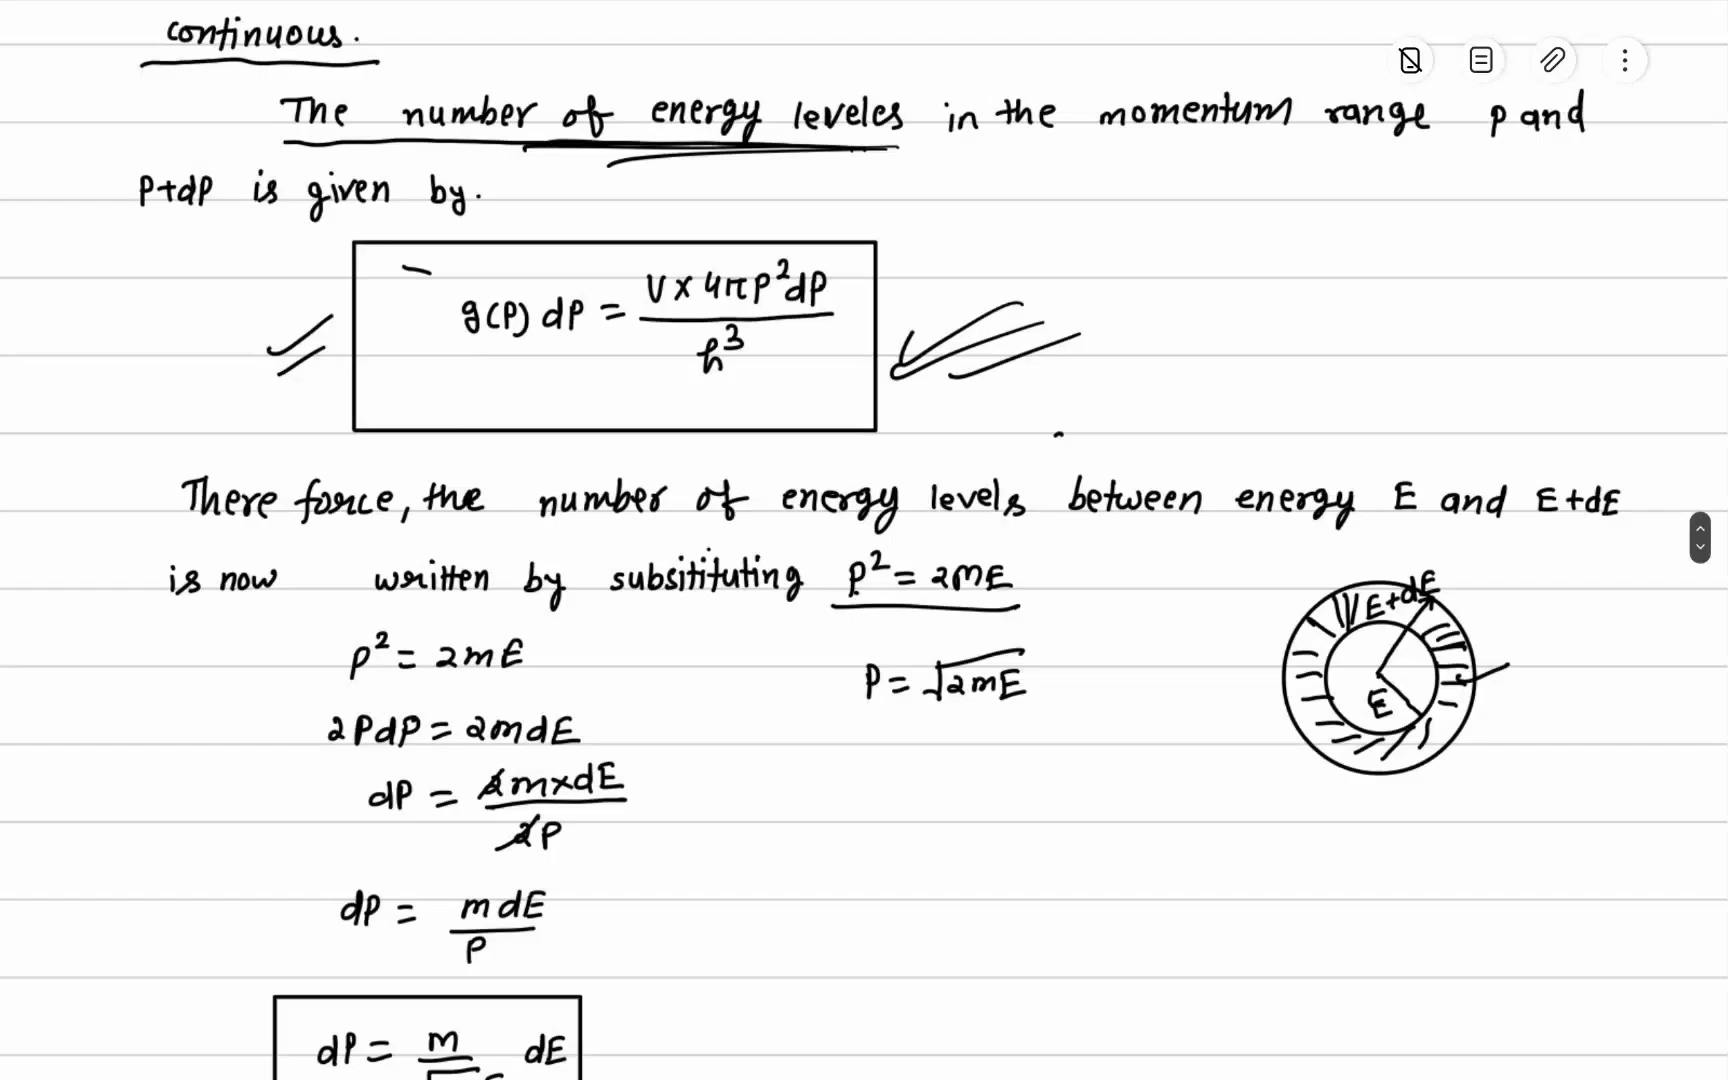 continuous.
The number of energy leveles in the momentum range p and
P+dP is given by.
g(P) dP = V × 4πP²dP / h³
There force, the number of energy levels between energy E and E+dE
is now written by subsitituting P² = 2mE
P² = 2mE
P = √2mE
E+dE
E
2PdP = 2mdE
dP = 2m×dE / 2P
dP = m dE / P
dP = m / √ dE